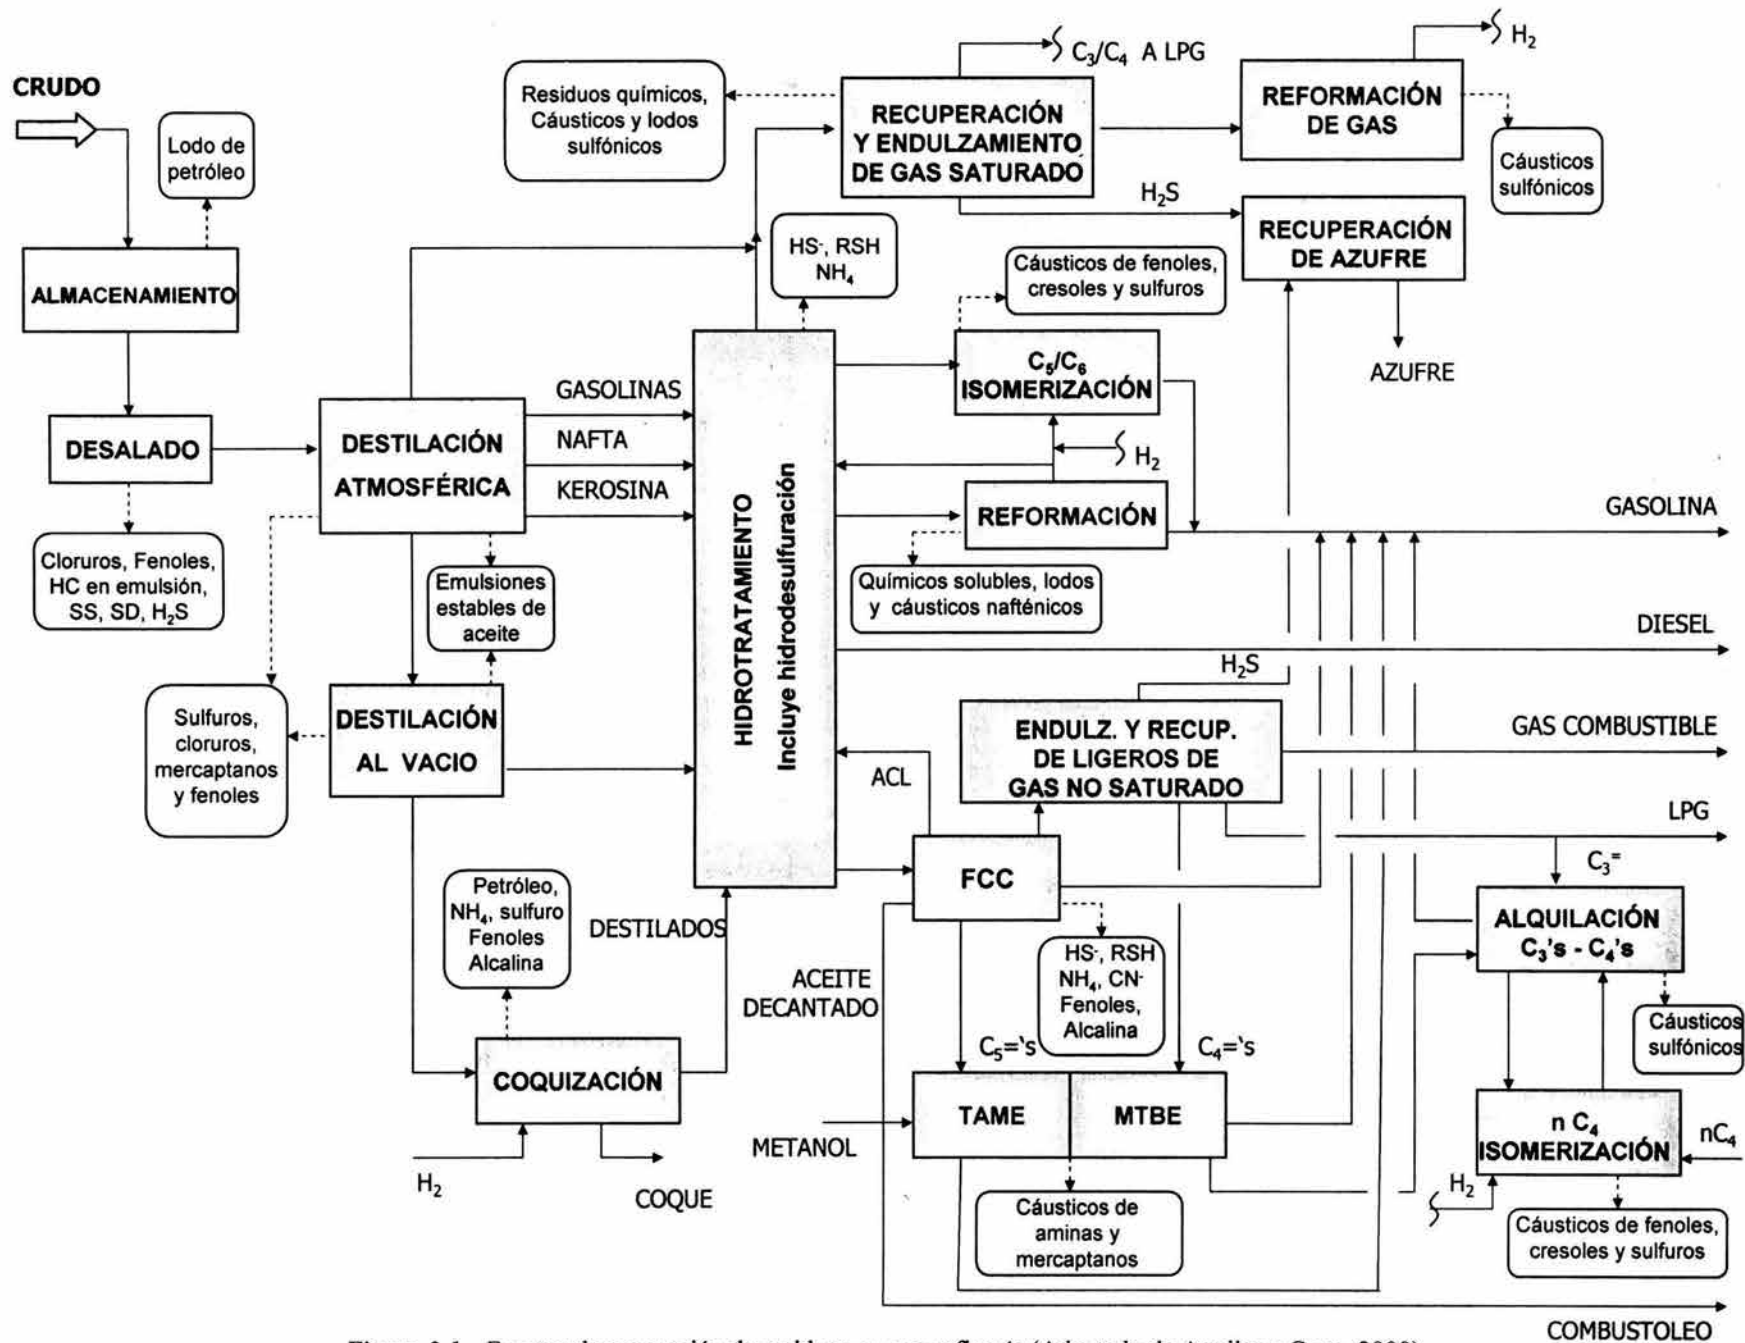 CRUDO
Lodo de
petróleo
ALMACENAMIENTO
DESALADO
Cloruros, Fenoles,
HC en emulsión,
SS, SD, H₂S
DESTILACIÓN
ATMOSFÉRICA
GASOLINAS
NAFTA
KEROSINA
Emulsiones
estables de
aceite
Sulfuros,
cloruros,
mercaptanos
y fenoles
DESTILACIÓN
AL VACIO
Petróleo,
NH₄, sulfuro
Fenoles
Alcalina
DESTILADOS
COQUIZACIÓN
H₂
COQUE
HIDROTRATAMIENTO
Incluye hidrodesulfuración
HS-, RSH
NH₄
Residuos químicos,
Cáusticos y lodos
sulfónicos
RECUPERACIÓN
Y ENDULZAMIENTO
DE GAS SATURADO
C₃/C₄ A LPG
REFORMACIÓN
DE GAS
H₂
Cáusticos
sulfónicos
H₂S
RECUPERACIÓN
DE AZUFRE
AZUFRE
Cáusticos de fenoles,
cresoles y sulfuros
C₅/C₆
ISOMERIZACIÓN
H₂
REFORMACIÓN
Químicos solubles, lodos
y cáusticos nafténicos
GASOLINA
DIESEL
H₂S
ENDULZ. Y RECUP.
DE LIGEROS DE
GAS NO SATURADO
GAS COMBUSTIBLE
ACL
LPG
FCC
C₃=
ALQUILACIÓN
C₃'s - C₄'s
HS-, RSH
NH₄, CN-
Fenoles,
Alcalina
ACEITE
DECANTADO
C₅='s
C₄='s
Cáusticos
sulfónicos
TAME
MTBE
METANOL
n C₄
ISOMERIZACIÓN
nC₄
H₂
Cáusticos de
aminas y
mercaptanos
Cáusticos de fenoles,
cresoles y sulfuros
COMBUSTOLEO